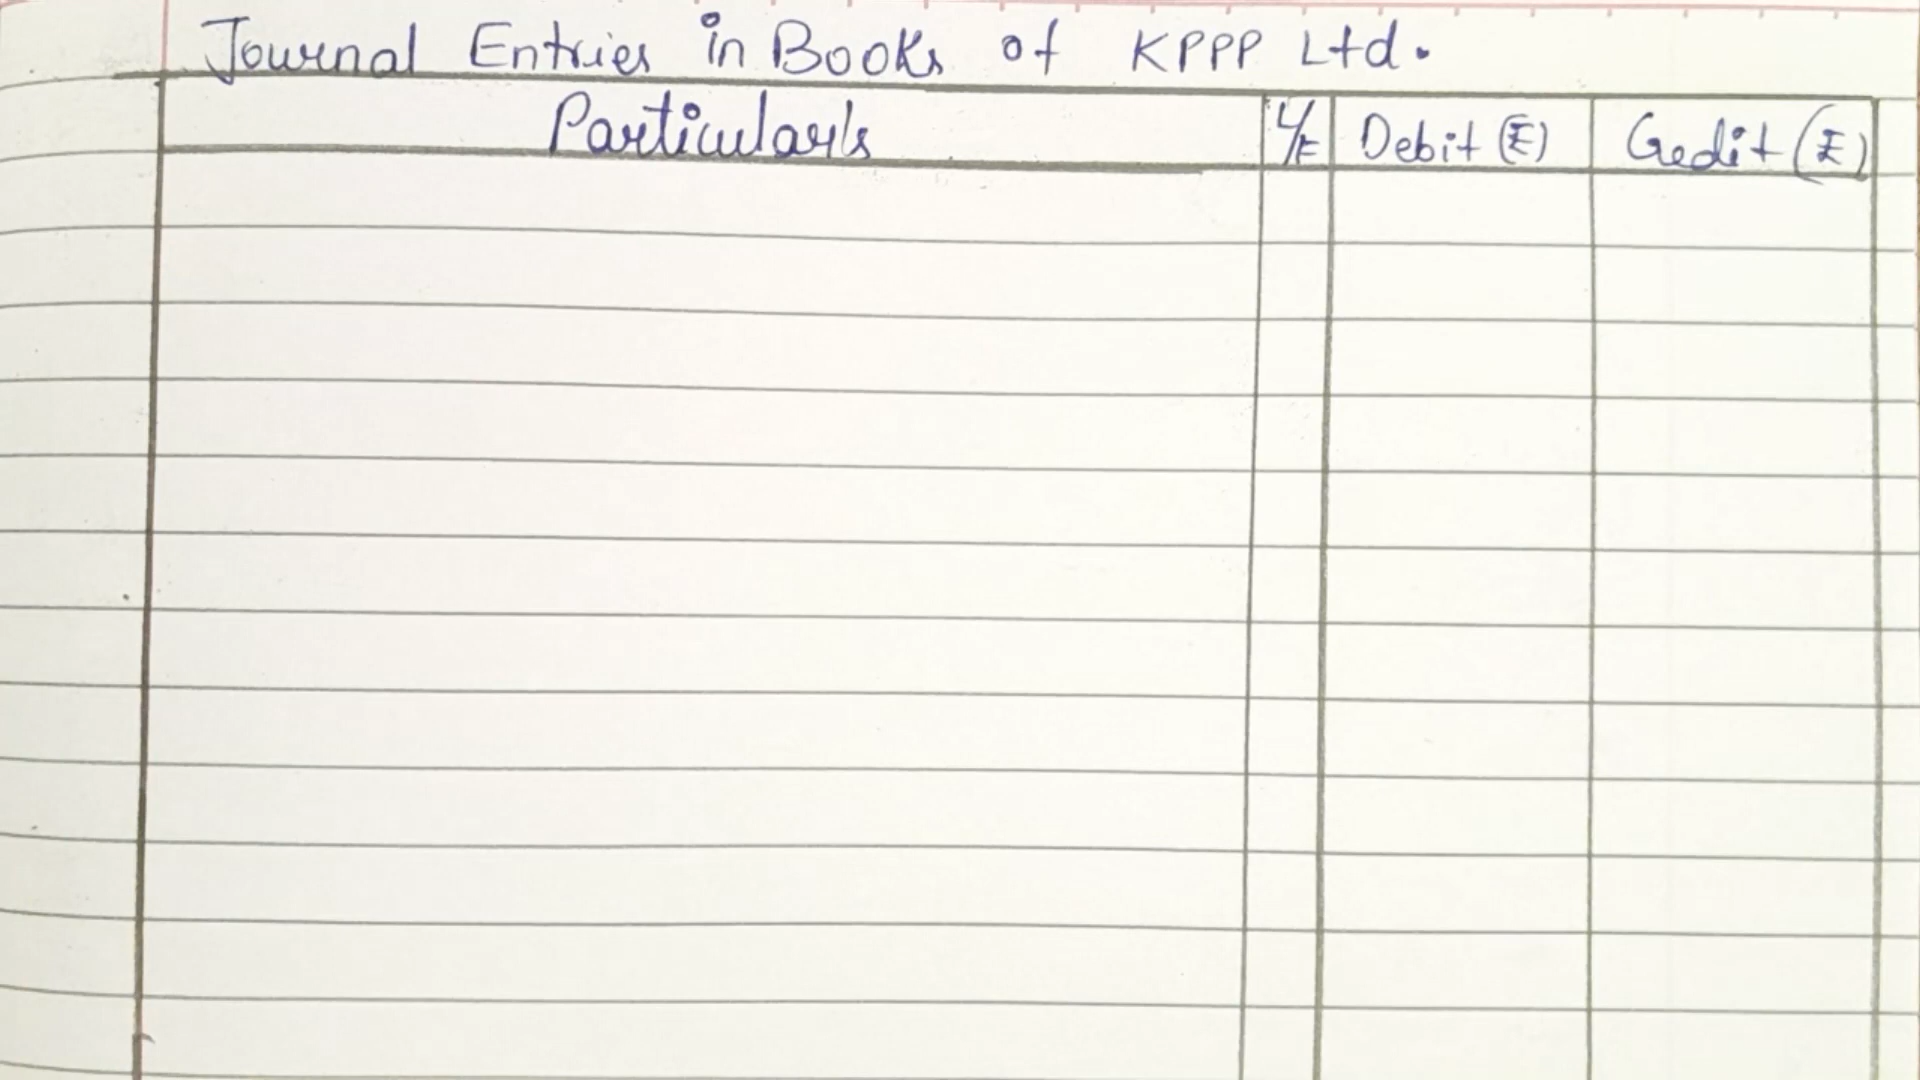 Journal Entries in Books of KPPP Ltd.
Particulars L/F Debit (₹) Credit (₹)